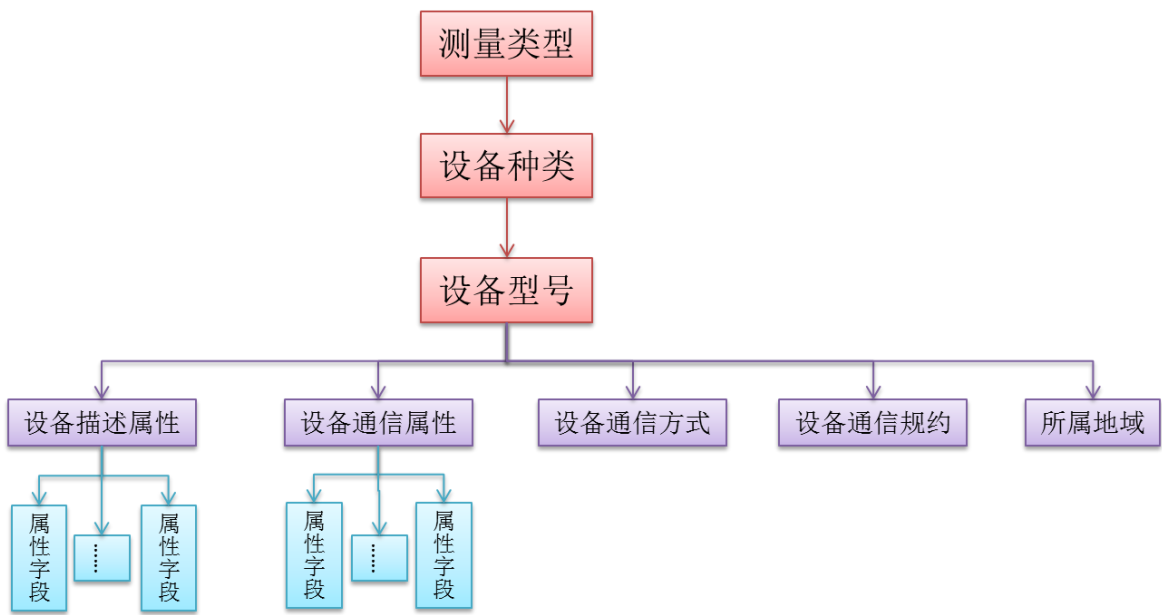 测量类型
设备种类
设备型号
设备描述属性
设备通信属性
设备通信方式
设备通信规约
所属地域
属性字段
……
属性字段
属性字段
……
属性字段